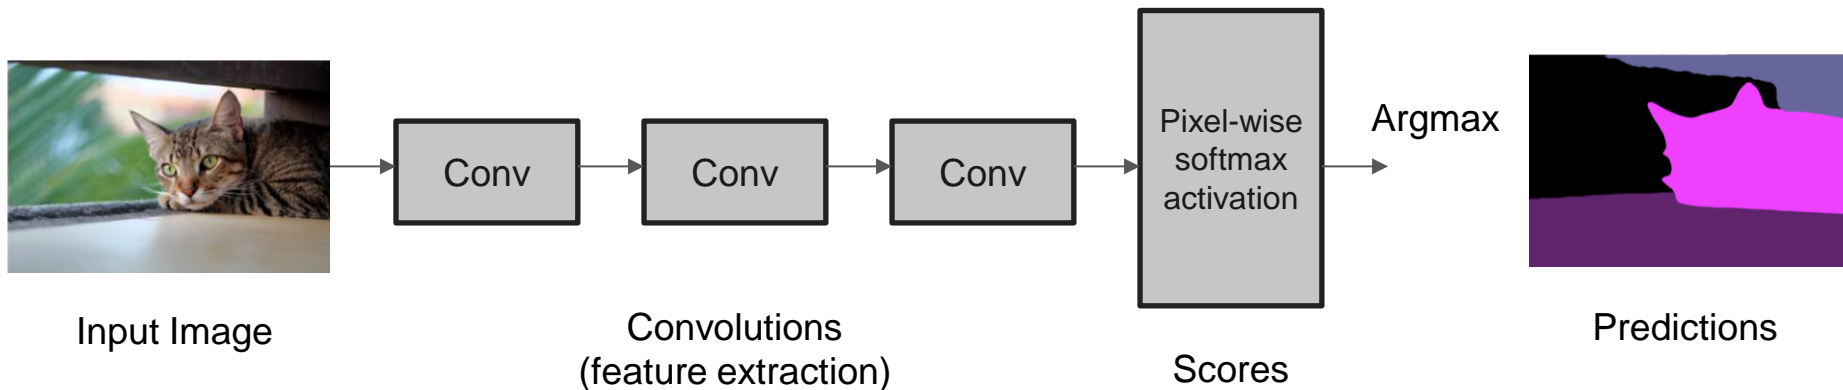 Conv
Conv
Conv
Pixel-wise
softmax
activation
Argmax
Input Image
Convolutions
(feature extraction)
Scores
Predictions